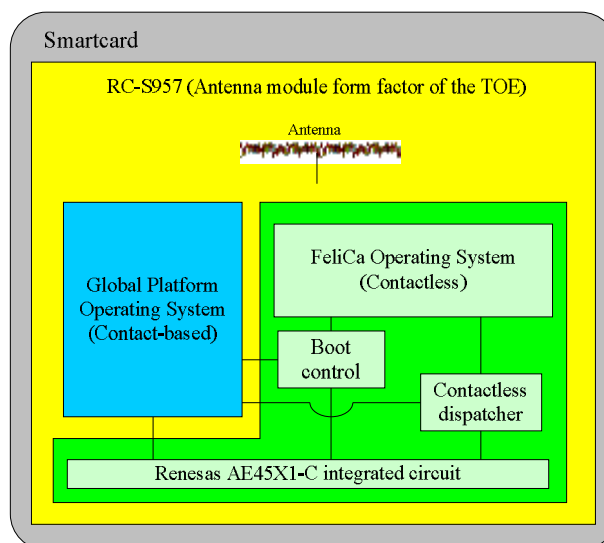 Smartcard
RC-S957 (Antenna module form factor of the TOE)
Antenna
Global Platform
Operating System
(Contact-based)
FeliCa Operating System
(Contactless)
Boot
control
Contactless
dispatcher
Renesas AE45X1-C integrated circuit